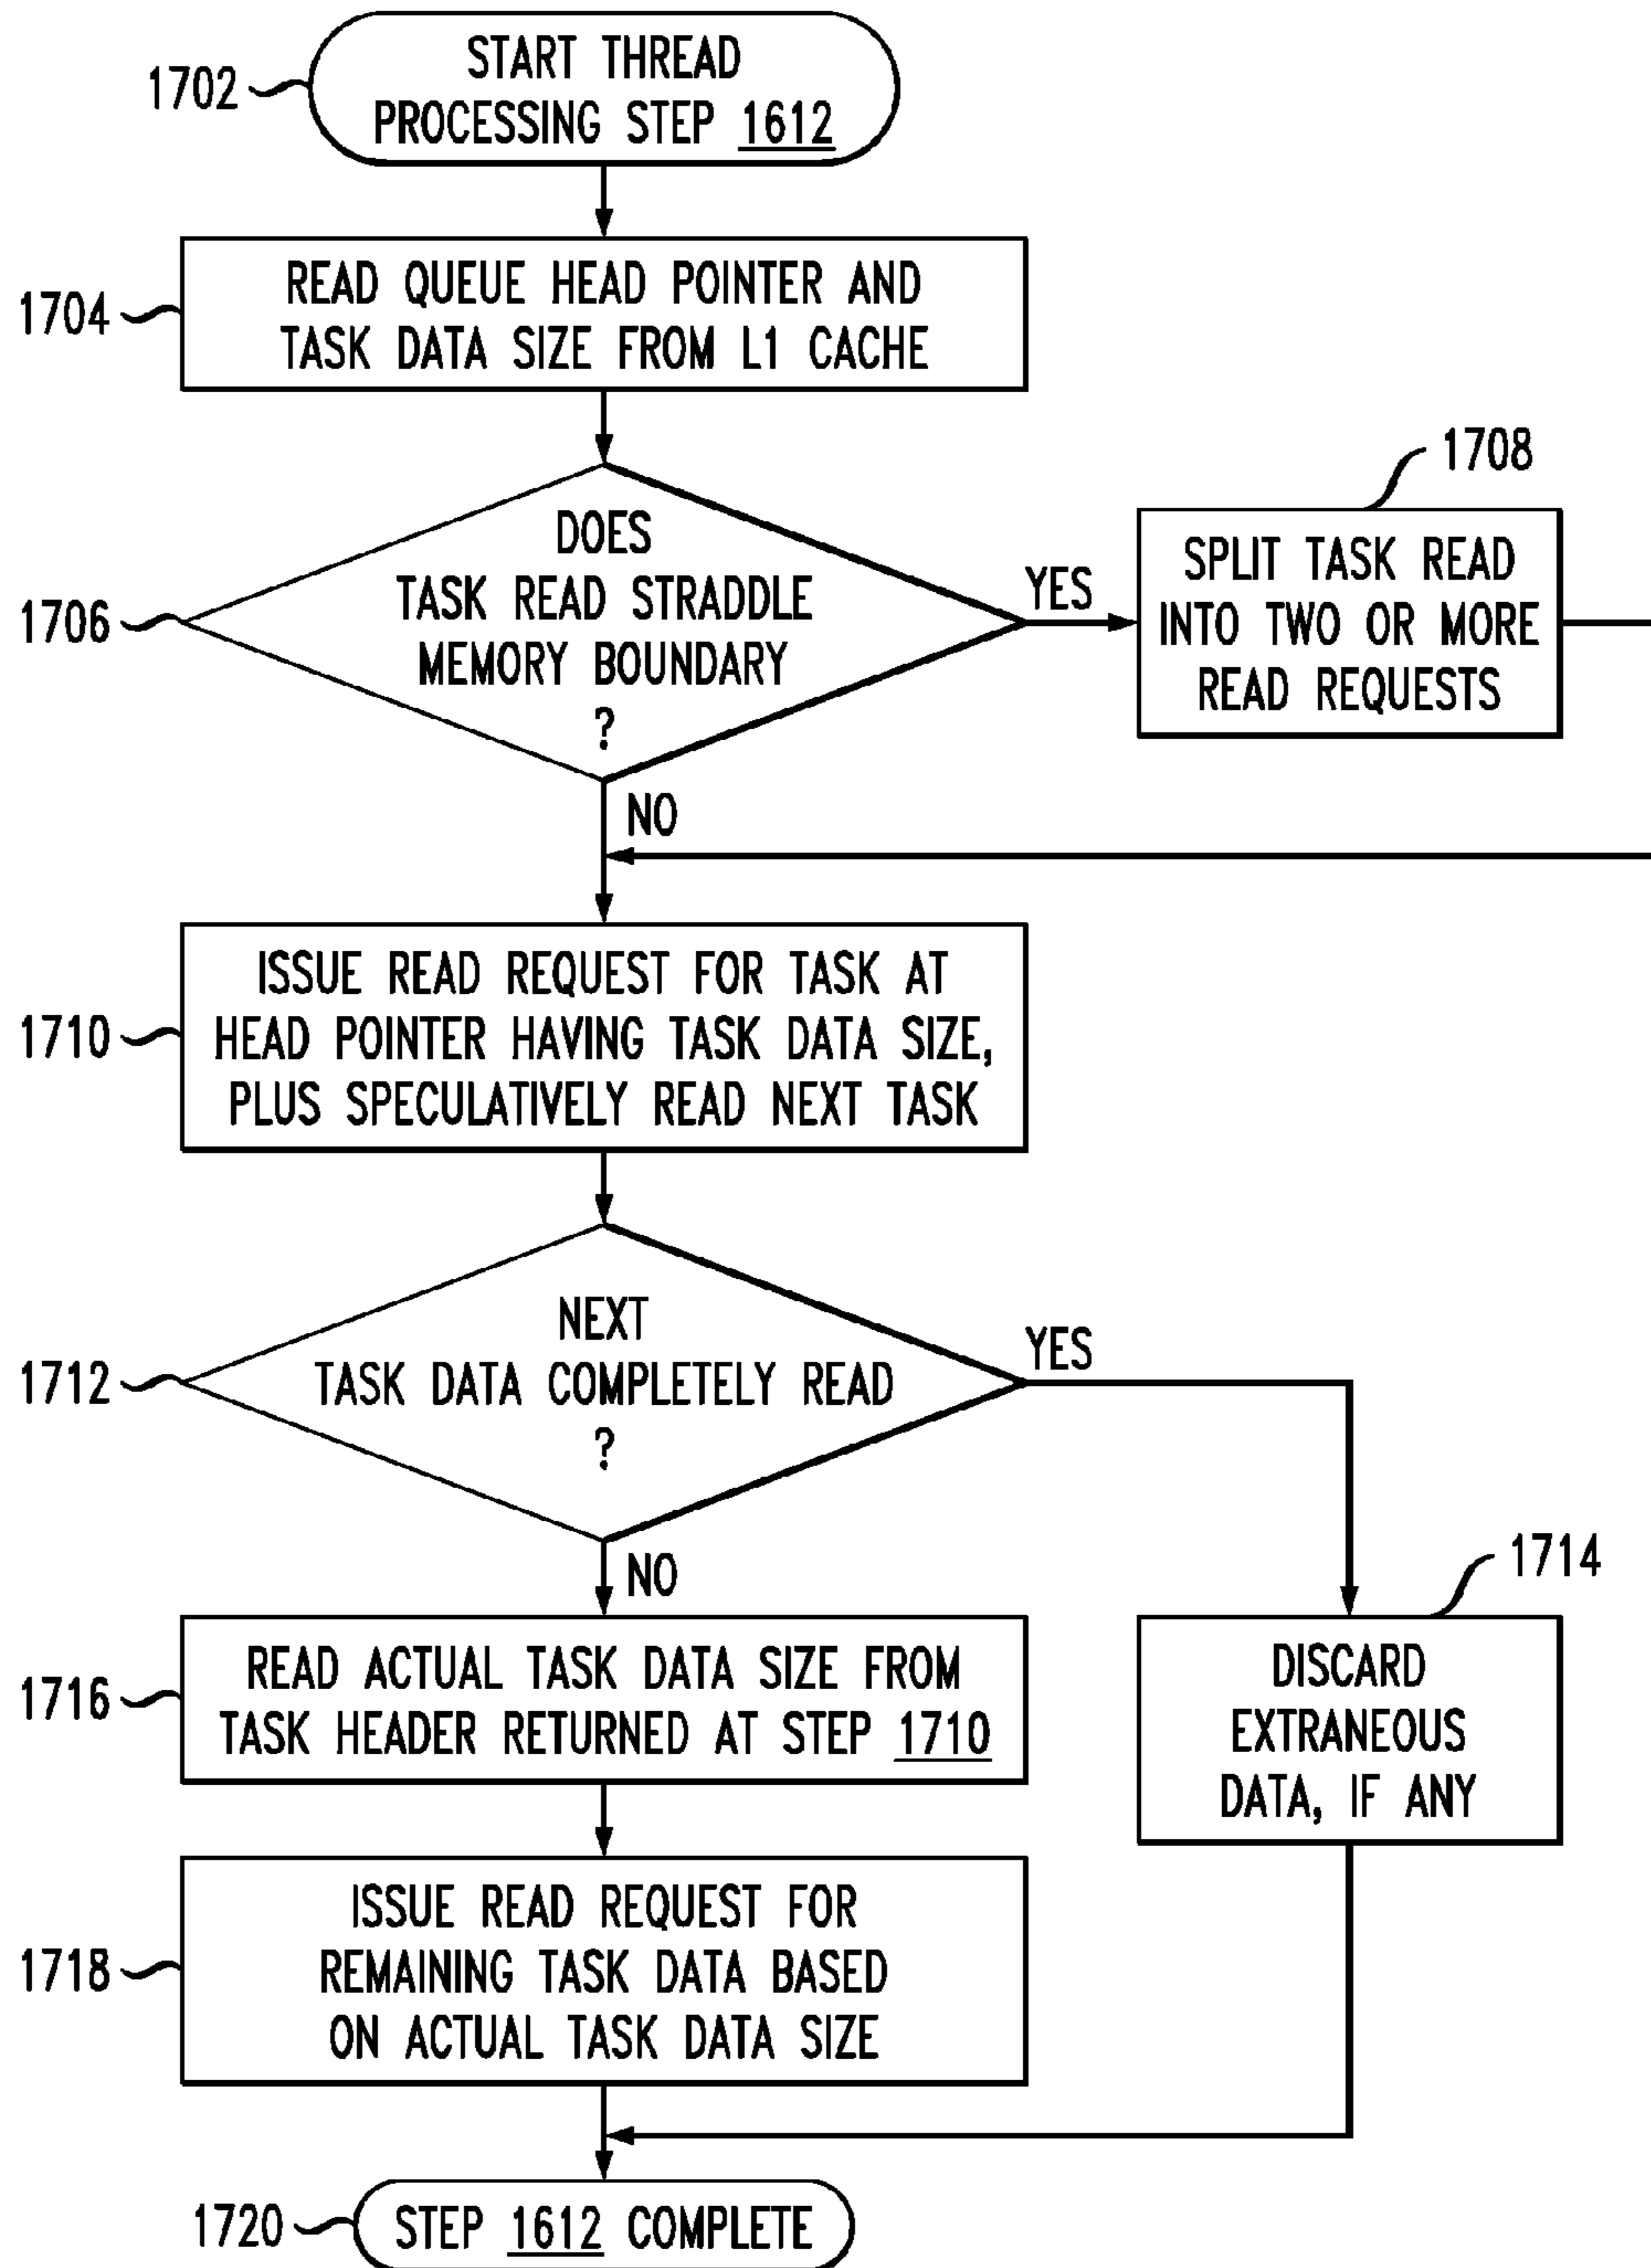 1702
START THREAD
PROCESSING STEP 1612
1704
READ QUEUE HEAD POINTER AND
TASK DATA SIZE FROM L1 CACHE
1706
DOES
TASK READ STRADDLE
MEMORY BOUNDARY
?
YES
1708
SPLIT TASK READ
INTO TWO OR MORE
READ REQUESTS
NO
1710
ISSUE READ REQUEST FOR TASK AT
HEAD POINTER HAVING TASK DATA SIZE,
PLUS SPECULATIVELY READ NEXT TASK
1712
NEXT
TASK DATA COMPLETELY READ
?
YES
1714
DISCARD
EXTRANEOUS
DATA, IF ANY
NO
1716
READ ACTUAL TASK DATA SIZE FROM
TASK HEADER RETURNED AT STEP 1710
1718
ISSUE READ REQUEST FOR
REMAINING TASK DATA BASED
ON ACTUAL TASK DATA SIZE
1720
STEP 1612 COMPLETE